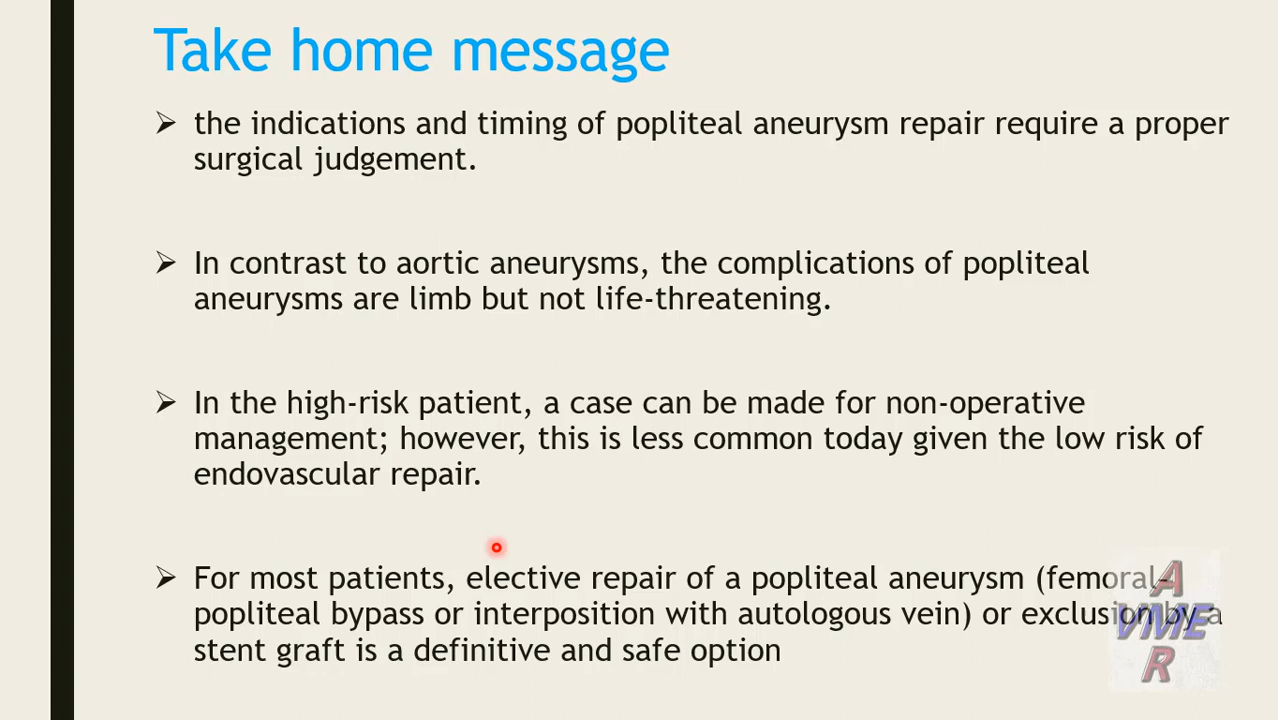 Take home message
➢ the indications and timing of popliteal aneurysm repair require a proper
surgical judgement.
➢ In contrast to aortic aneurysms, the complications of popliteal
aneurysms are limb but not life-threatening.
➢ In the high-risk patient, a case can be made for non-operative
management; however, this is less common today given the low risk of
endovascular repair.
➢ For most patients, elective repair of a popliteal aneurysm (femoral-
popliteal bypass or interposition with autologous vein) or exclusion by a
stent graft is a definitive and safe option
A
VMER
R